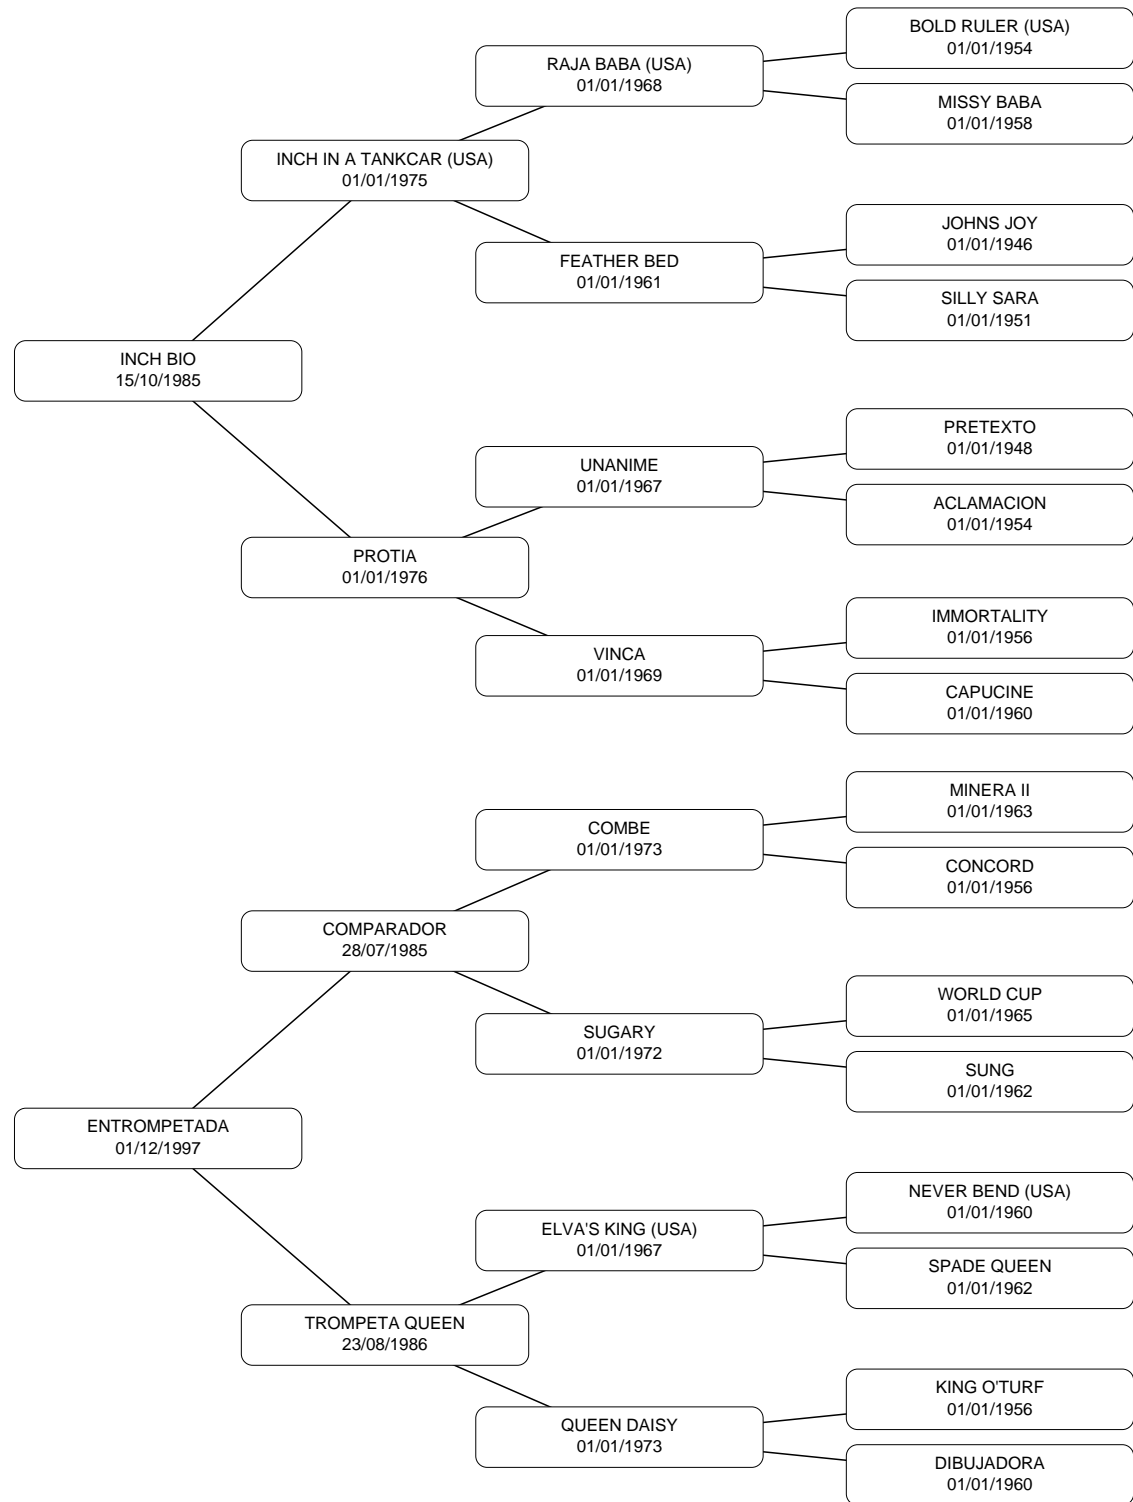 BOLD RULER (USA)
01/01/1954
RAJA BABA (USA)
01/01/1968
MISSY BABA
01/01/1958
INCH IN A TANKCAR (USA)
01/01/1975
JOHNS JOY
01/01/1946
FEATHER BED
01/01/1961
SILLY SARA
01/01/1951
INCH BIO
15/10/1985
PRETEXTO
01/01/1948
UNANIME
01/01/1967
ACLAMACION
01/01/1954
PROTIA
01/01/1976
IMMORTALITY
01/01/1956
VINCA
01/01/1969
CAPUCINE
01/01/1960
MINERA II
01/01/1963
COMBE
01/01/1973
CONCORD
01/01/1956
COMPARADOR
28/07/1985
WORLD CUP
01/01/1965
SUGARY
01/01/1972
SUNG
01/01/1962
ENTROMPETADA
01/12/1997
NEVER BEND (USA)
01/01/1960
ELVA'S KING (USA)
01/01/1967
SPADE QUEEN
01/01/1962
TROMPETA QUEEN
23/08/1986
KING O'TURF
01/01/1956
QUEEN DAISY
01/01/1973
DIBUJADORA
01/01/1960